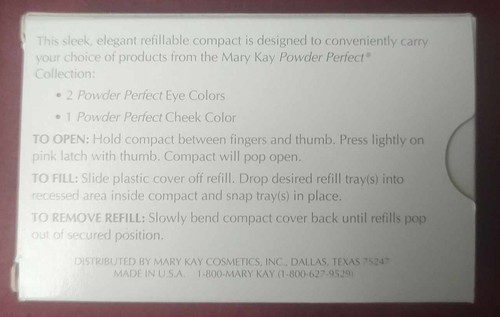 This sleek, elegant refillable compact is designed to conveniently carry
your choice of products from the Mary Kay Powder Perfect®
Collection:
• 2 Powder Perfect Eye Colors
• 1 Powder Perfect Cheek Color
TO OPEN: Hold compact between fingers and thumb. Press lightly on
pink latch with thumb. Compact will pop open.
TO FILL: Slide plastic cover off refill. Drop desired refill tray(s) into
recessed area inside compact and snap tray(s) in place.
TO REMOVE REFILL: Slowly bend compact cover back until refills pop
out of secured position.
DISTRIBUTED BY MARY KAY COSMETICS, INC., DALLAS, TEXAS 75247
MADE IN U.S.A. 1-800-MARY KAY (1-800-627-9529)